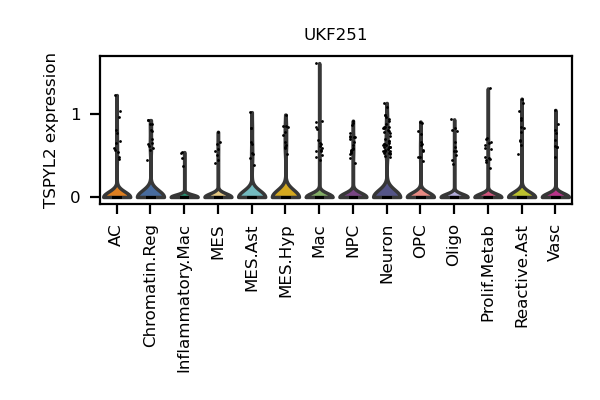 UKF251
TSPYL2 expression
1
0
AC
Chromatin.Reg
Inflammatory.Mac
MES
MES.Ast
MES.Hyp
Mac
NPC
Neuron
OPC
Oligo
Prolif.Metab
Reactive.Ast
Vasc